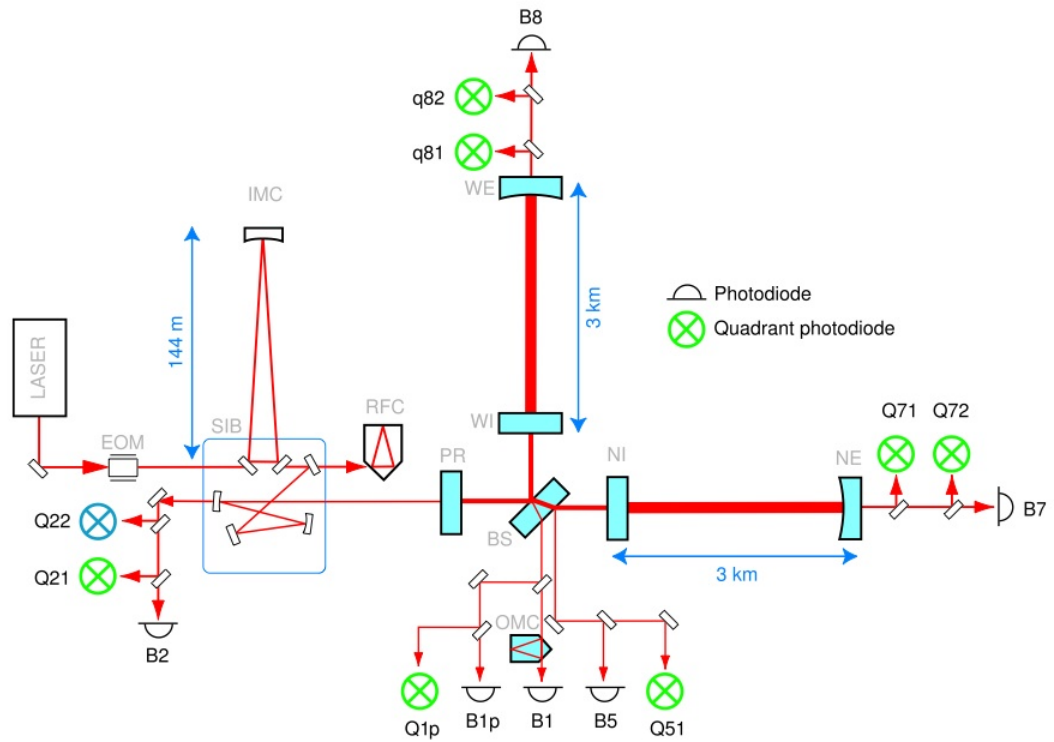 B8
q82
q81
WE
IMC
144 m
3 km
Photodiode
Quadrant photodiode
LASER
EOM
SIB
RFC
WI
PR
NI
NE
Q71
Q72
B7
BS
3 km
Q22
Q21
B2
OMC
Q1p
B1p
B1
B5
Q51